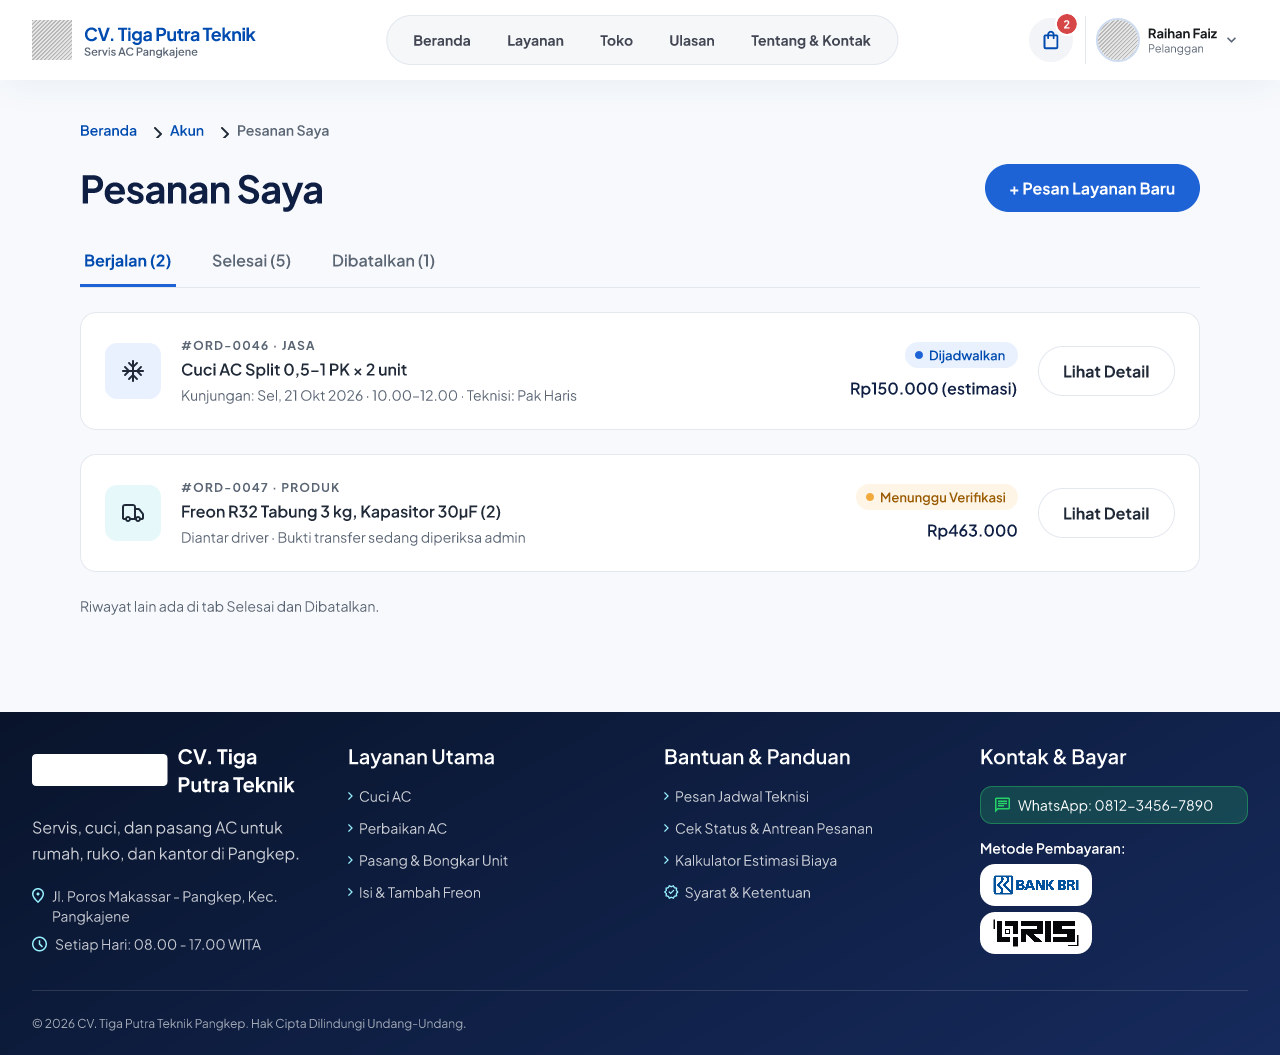 CV. Tiga Putra Teknik
Servis AC Pangkajene
Beranda
Layanan
Toko
Ulasan
Tentang & Kontak
2
Raihan Faiz
Pelanggan
Beranda
Akun
Pesanan Saya
Pesanan Saya
+ Pesan Layanan Baru
Berjalan (2)
Selesai (5)
Dibatalkan (1)
#ORD-0046 · JASA
Cuci AC Split 0,5–1 PK × 2 unit
Kunjungan: Sel, 21 Okt 2026 · 10.00–12.00 · Teknisi: Pak Haris
Dijadwalkan
Rp150.000 (estimasi)
Lihat Detail
#ORD-0047 · PRODUK
Freon R32 Tabung 3 kg, Kapasitor 30µF (2)
Diantar driver · Bukti transfer sedang diperiksa admin
Menunggu Verifikasi
Rp463.000
Lihat Detail
Riwayat lain ada di tab Selesai dan Dibatalkan.
CV. Tiga
Putra Teknik
Servis, cuci, dan pasang AC untuk
rumah, ruko, dan kantor di Pangkep.
Jl. Poros Makassar - Pangkep, Kec.
Pangkajene
Setiap Hari: 08.00 - 17.00 WITA
Layanan Utama
Cuci AC
Perbaikan AC
Pasang & Bongkar Unit
Isi & Tambah Freon
Bantuan & Panduan
Pesan Jadwal Teknisi
Cek Status & Antrean Pesanan
Kalkulator Estimasi Biaya
Syarat & Ketentuan
Kontak & Bayar
WhatsApp: 0812-3456-7890
Metode Pembayaran:
BANK BRI
QRIS
© 2026 CV. Tiga Putra Teknik Pangkep. Hak Cipta Dilindungi Undang-Undang.